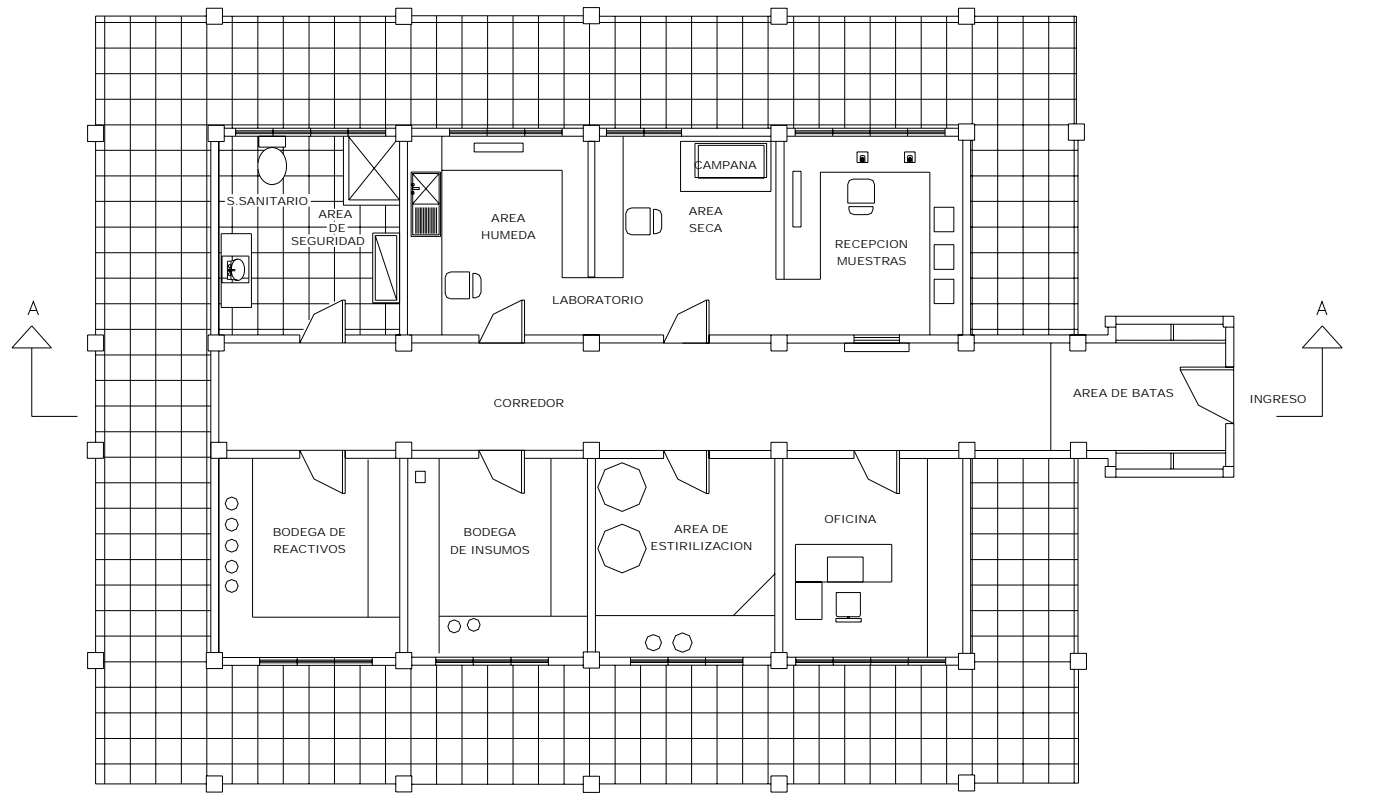 CAMPANA
S.SANITARIO
AREA
DE
SEGURIDAD
AREA
HUMEDA
AREA
SECA
RECEPCION
MUESTRAS
LABORATORIO
A
A
CORREDOR
AREA DE BATAS
INGRESO
BODEGA DE
REACTIVOS
BODEGA
DE INSUMOS
AREA DE
ESTIRILIZACION
OFICINA